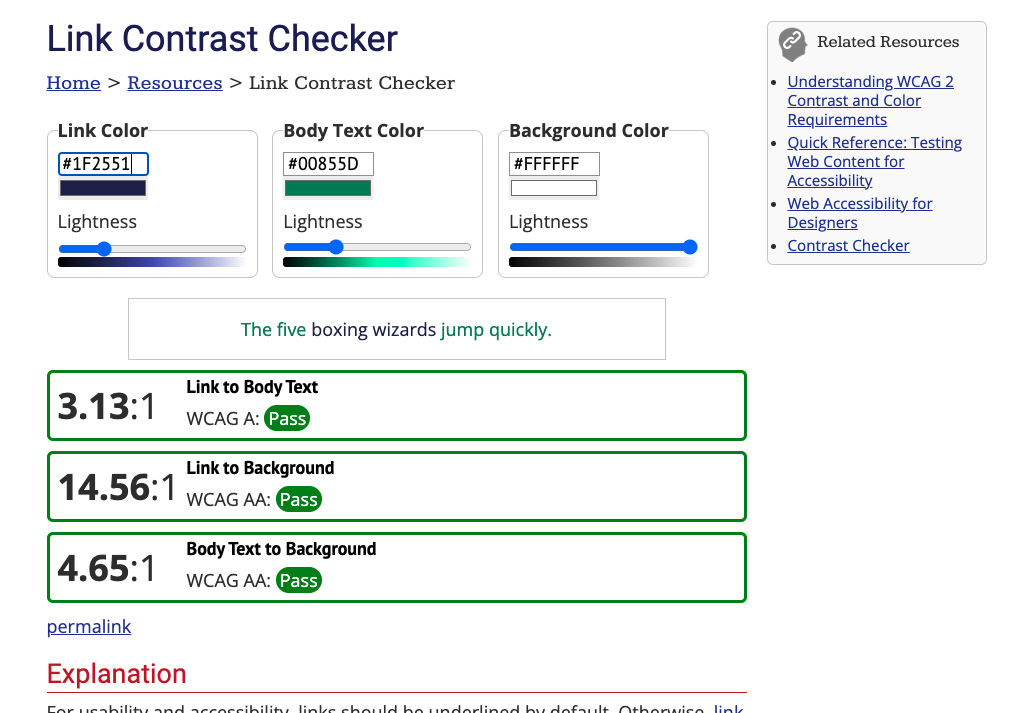 Link Contrast Checker
Home > Resources > Link Contrast Checker
Link Color
#1F2551
Lightness
Body Text Color
#00855D
Lightness
Background Color
#FFFFFF
Lightness
The five boxing wizards jump quickly.
3.13:1
Link to Body Text
WCAG A: Pass
14.56:1
Link to Background
WCAG AA: Pass
4.65:1
Body Text to Background
WCAG AA: Pass
permalink
Explanation
For usability and accessibility, links should be underlined by default. Otherwise, link
Related Resources
Understanding WCAG 2
Contrast and Color
Requirements
Quick Reference: Testing
Web Content for
Accessibility
Web Accessibility for
Designers
Contrast Checker